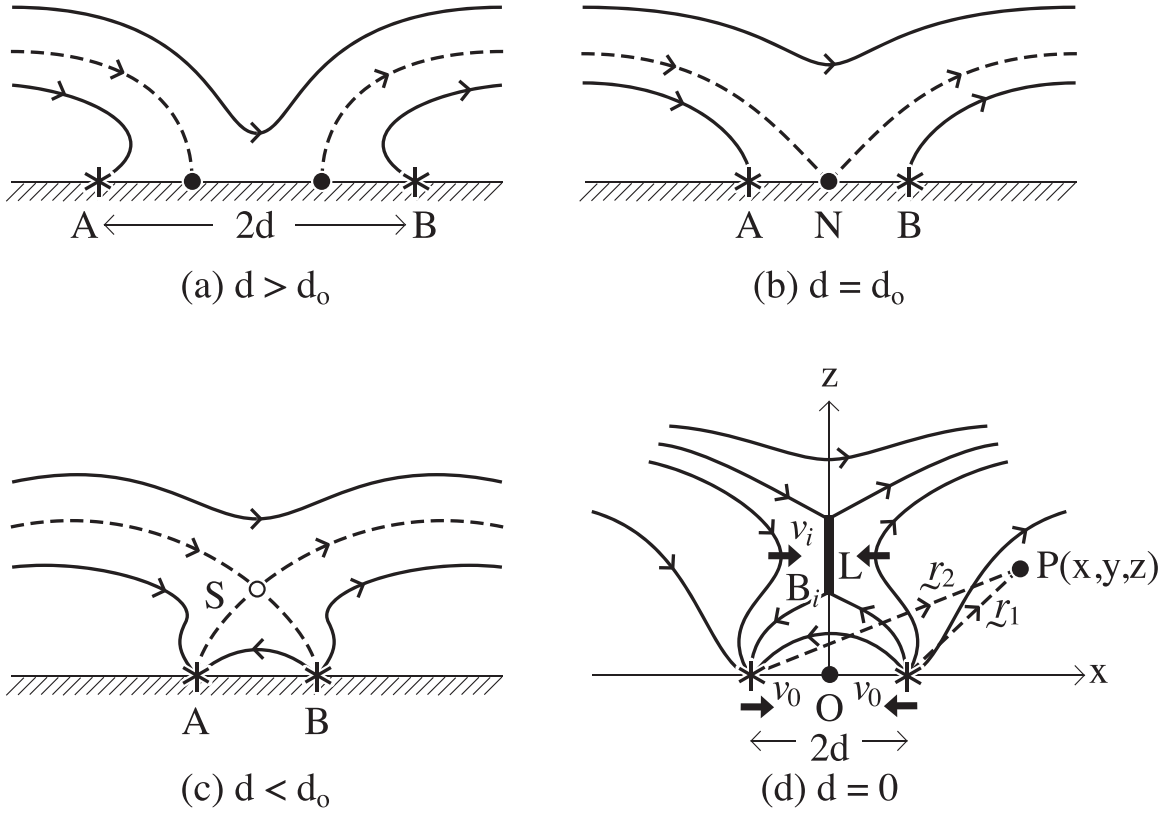 A 2d B
(a) d > d₀
A N B
(b) d = d₀
S
A B
(c) d < d₀
z
vᵢ
L
Bᵢ
r₂
P(x,y,z)
r₁
x
v₀ O v₀
2d
(d) d = 0